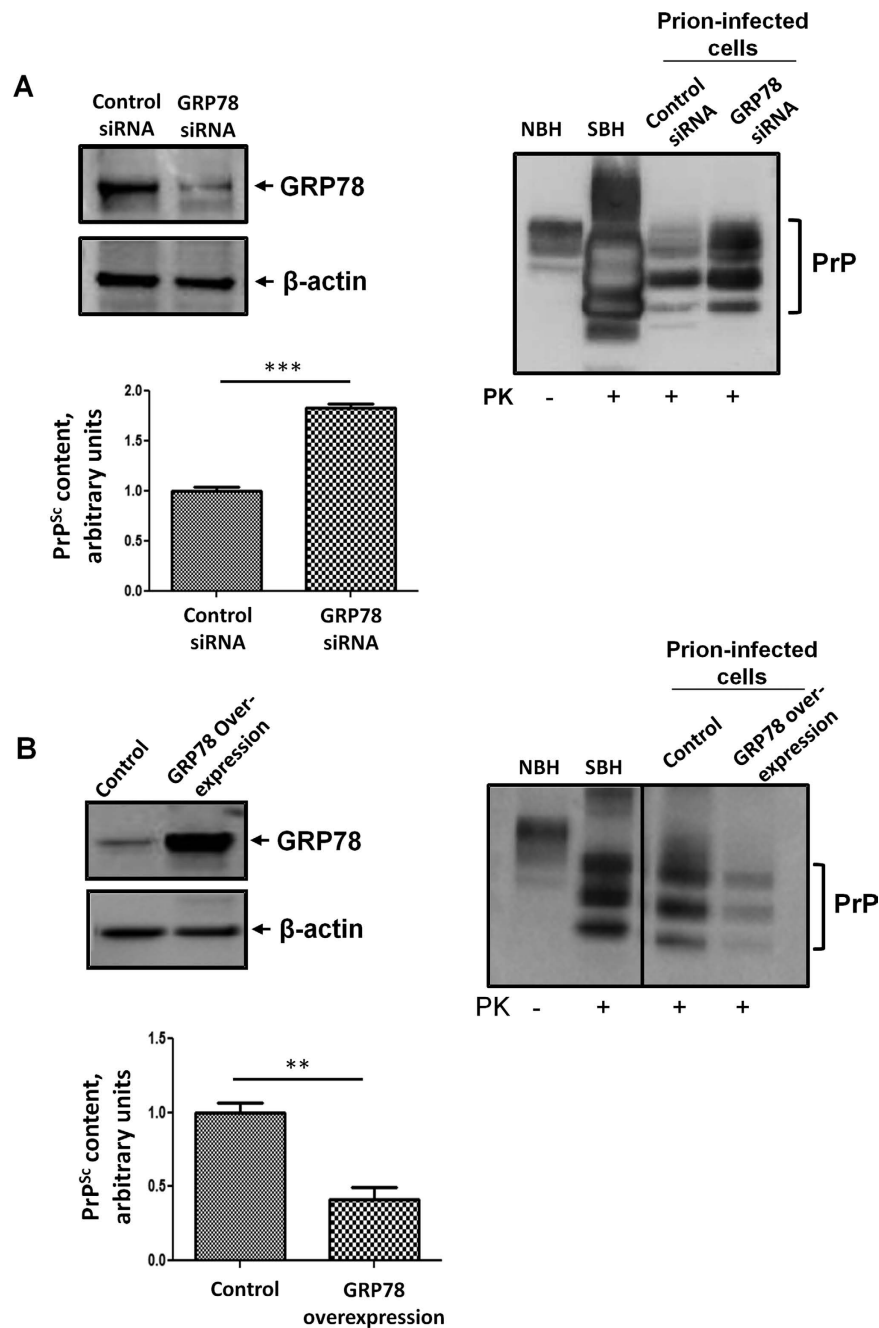 A
Control
siRNA
GRP78
siRNA
GRP78
β-actin
Prion-infected
cells
NBH
SBH
Control
siRNA
GRP78
siRNA
PrP
PK - + + +
***
PrPSc content,
arbitrary units
2.0
1.5
1.0
0.5
0.0
Control
siRNA
GRP78
siRNA
B
Control
GRP78 Over-
expression
GRP78
β-actin
Prion-infected
cells
NBH
SBH
Control
GRP78 over-
expression
PrP
PK - + + +
**
PrPSc content,
arbitrary units
1.5
1.0
0.5
0.0
Control
GRP78
overexpression